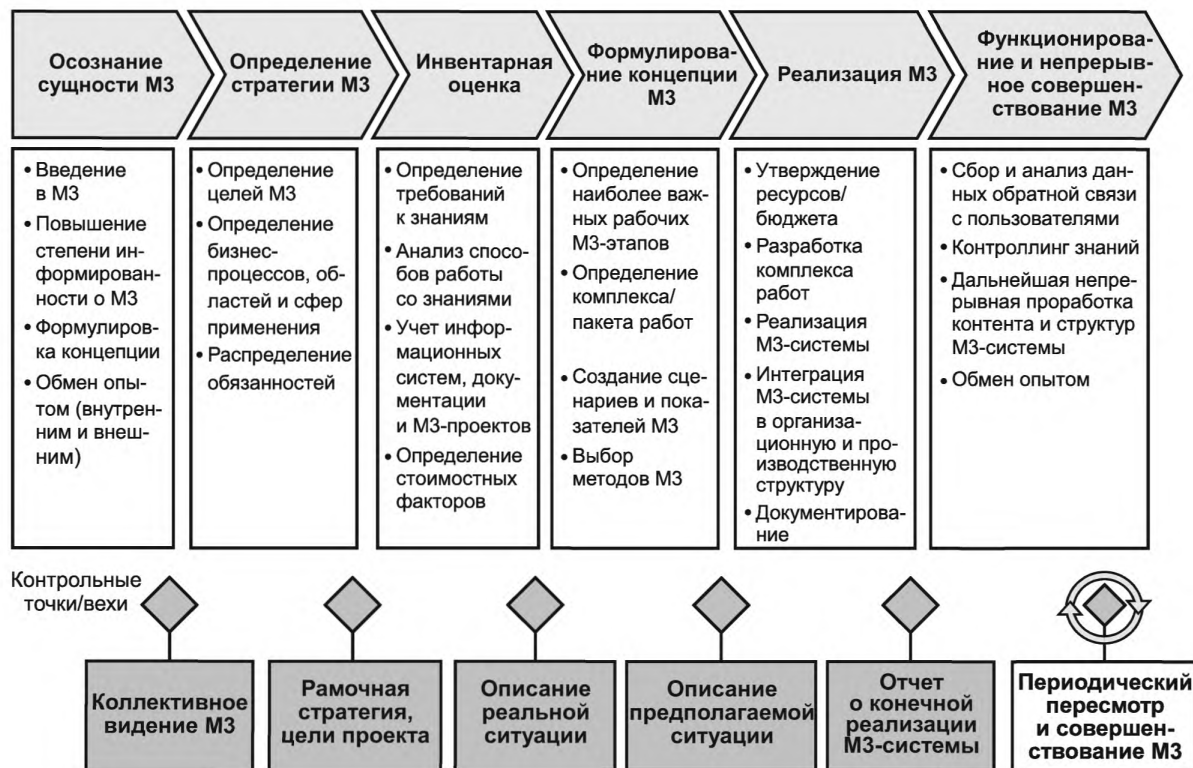 Осознание
сущности МЗ
Определение
стратегии МЗ
Инвентарная
оценка
Формулирова-
ние концепции
МЗ
Реализация МЗ
Функционирова-
ние и непрерыв-
ное совершен-
ствование МЗ
• Введение
в МЗ
• Повышение
степени ин-
формирован-
ности о МЗ
• Формулиров-
ка концепции
• Обмен опы-
том (внутрен-
ним и внеш-
ним)
• Определение
целей МЗ
• Определение
бизнес-
процессов, об-
ластей и сфер
применения
• Распределение
обязанностей
• Определение
требований
к знаниям
• Анализ спосо-
бов работы
со знаниями
• Учет инфор-
мационных
систем, доку-
ментации
и МЗ-проектов
• Определение
стоимостных
факторов
• Определение
наиболее важ-
ных рабочих
МЗ-этапов
• Определение
комплекса/
пакета работ
• Создание сце-
нариев и пока-
зателей МЗ
• Выбор
методов МЗ
• Утверждение
ресурсов/
бюджета
• Разработка
комплекса
работ
• Реализация
МЗ-системы
• Интеграция
МЗ-системы
в организа-
ционную и про-
изводственную
структуру
• Документирова-
ние
• Сбор и анализ дан-
ных обратной связи
с пользователями
• Контроллинг знаний
• Дальнейшая непре-
рывная проработка
контента и структур
МЗ-системы
• Обмен опытом
Контрольные
точки/вехи
Коллективное
видение МЗ
Рамочная
стратегия,
цели проекта
Описание
реальной
ситуации
Описание
предполагаемой
ситуации
Отчет
о конечной
реализации
МЗ-системы
Периодический
пересмотр
и совершен-
ствование МЗ